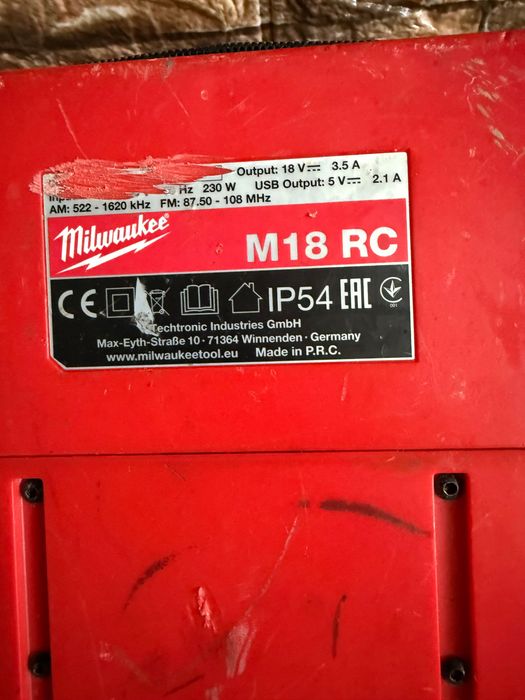 Output: 18 V⎓ 3.5 A
Hz 230 W USB Output: 5 V⎓ 2.1 A
AM: 522 - 1620 kHz FM: 87.50 - 108 MHz
Milwaukee®
M18 RC
CE IP54 EAC 001
Techtronic Industries GmbH
Max-Eyth-Straße 10 · 71364 Winnenden · Germany
www.milwaukeetool.eu Made in P.R.C.